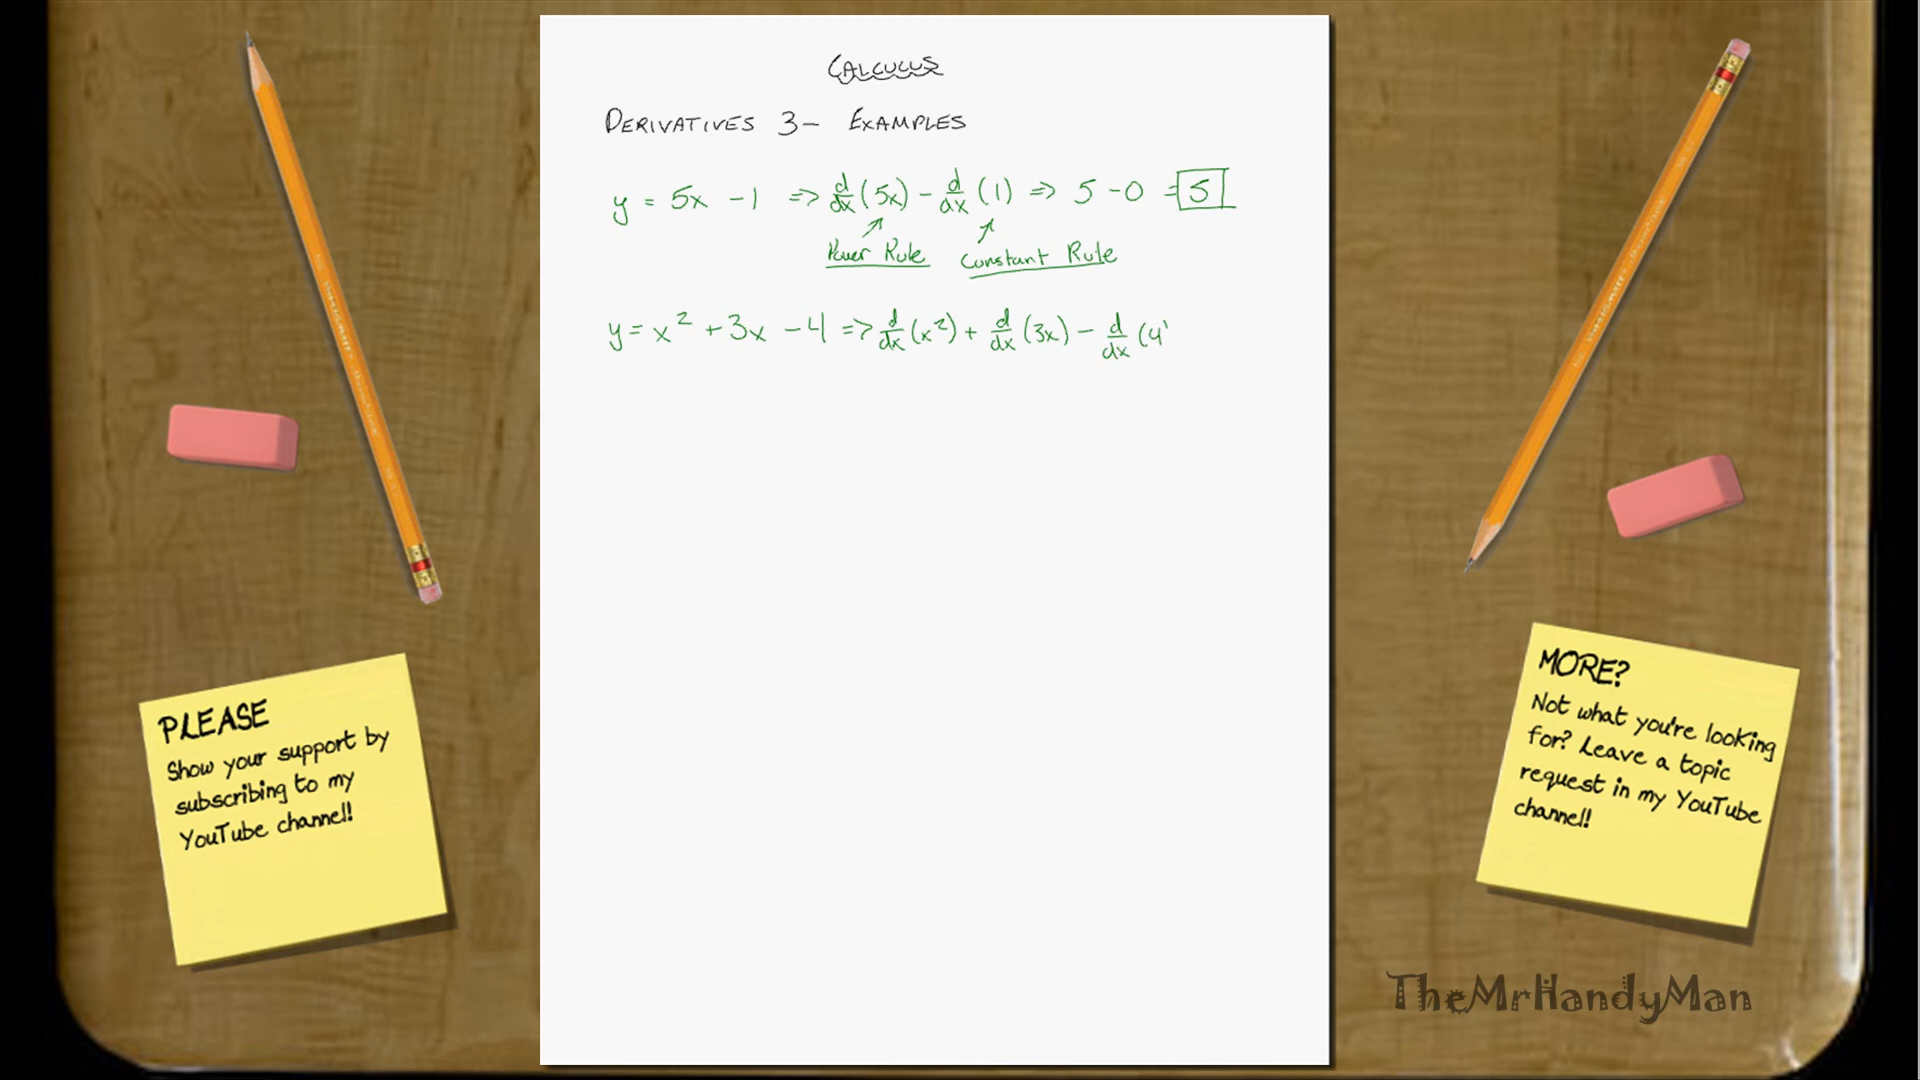 CALCULUS
DERIVATIVES 3- EXAMPLES
y = 5x - 1 => d/dx (5x) - d/dx (1) => 5 - 0 = 5
Power Rule Constant Rule
y = x² + 3x - 4 => d/dx (x²) + d/dx (3x) - d/dx (4'
PLEASE
Show your support by
subscribing to my
YouTube channel!
MORE?
Not what you're looking
for? Leave a topic
request in my YouTube
channel!
TheMrHandyMan